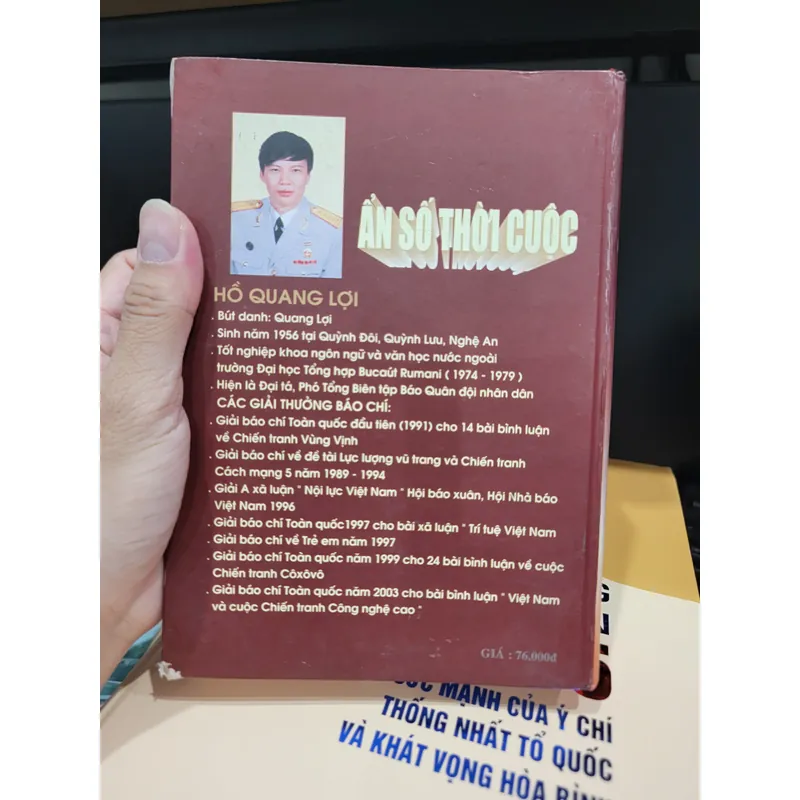 ẨN SỐ THỜI CUỘC
HỒ QUANG LỢI
. Bút danh: Quang Lợi
. Sinh năm 1956 tại Quỳnh Đôi, Quỳnh Lưu, Nghệ An
. Tốt nghiệp khoa ngôn ngữ và văn học nước ngoài
trường Đại học Tổng hợp Bucaút Rumani ( 1974 - 1979 )
. Hiện là Đại tá, Phó Tổng Biên tập Báo Quân đội nhân dân
CÁC GIẢI THƯỞNG BÁO CHÍ:
. Giải báo chí Toàn quốc đầu tiên (1991) cho 14 bài bình luận
về Chiến tranh Vùng Vịnh
. Giải báo chí về đề tài Lực lượng vũ trang và Chiến tranh
Cách mạng 5 năm 1989 - 1994
. Giải A xã luận " Nội lực Việt Nam " Hội báo xuân, Hội Nhà báo
Việt Nam 1996
. Giải báo chí Toàn quốc1997 cho bài xã luận " Trí tuệ Việt Nam
. Giải báo chí về Trẻ em năm 1997
. Giải báo chí Toàn quốc năm 1999 cho 24 bài bình luận về cuộc
Chiến tranh Côxôvô
. Giải báo chí Toàn quốc năm 2003 cho bài bình luận " Việt Nam
và cuộc Chiến tranh Công nghệ cao "
GIÁ : 76.000đ
MẠNH CỦA Ý CHÍ
THỐNG NHẤT TỔ QUỐC
VÀ KHÁT VỌNG HÒA BÌNH